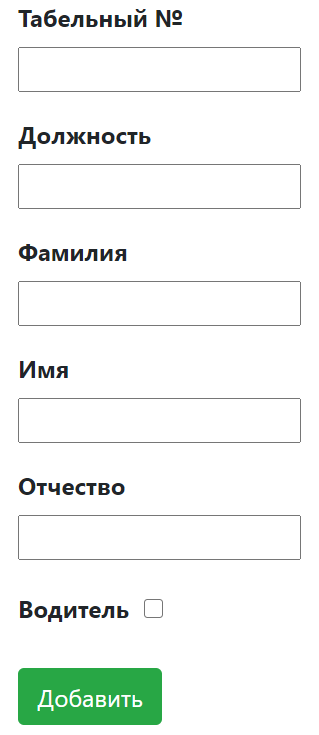 Табельный №
Должность
Фамилия
Имя
Отчество
Водитель
Добавить